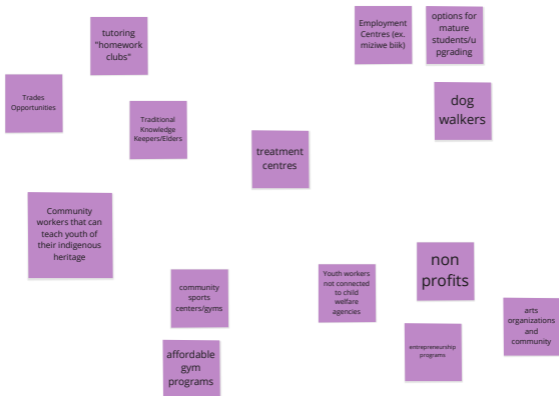 tutoring
"homework
clubs"
Employment
Centres (ex.
miziwe biik)
options for
mature
students/u
pgrading
Trades
Opportunities
Traditional
Knowledge
Keepers/Elders
dog
walkers
treatment
centres
Community
workers that can
teach youth of
their indigenous
heritage
community
sports
centers/gyms
Youth workers
not connected
to child
welfare
agencies
non
profits
arts
organizations
and
community
affordable
gym
programs
entrepreneurship
programs